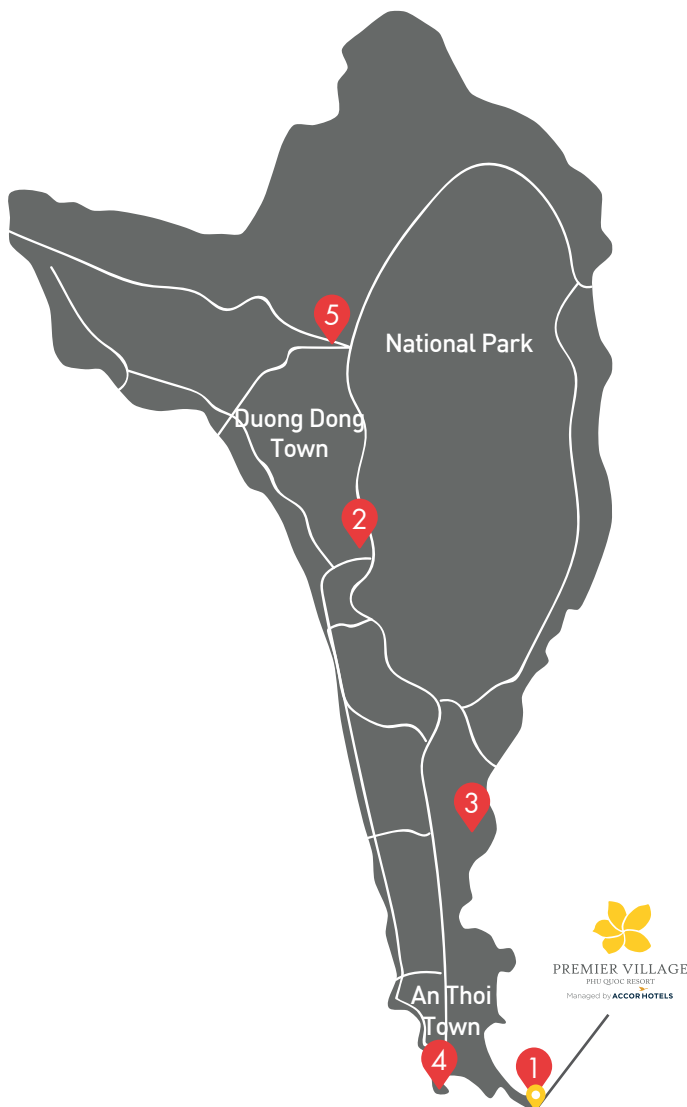 5
National Park
Duong Dong
Town
2
3
PREMIER VILLAGE
PHU QUOC RESORT
Managed by ACCOR HOTELS
An Thoi
Town
4
1